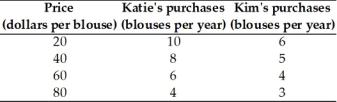 Price Katie's purchases Kim's purchases
(dollars per blouse) (blouses per year) (blouses per year)
20 10 6
40 8 5
60 6 4
80 4 3